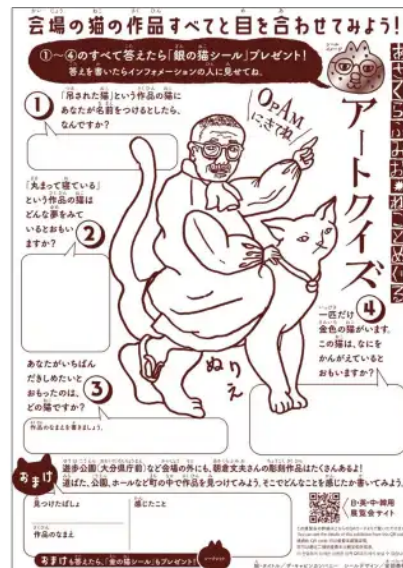 会場の猫の作品すべてと目を合わせてみよう！
①〜④のすべて答えたら「銀の猫シール」プレゼント！
答えを書いたらインフォメーションの人に見せてね。
アートクイズ
1
「吊された猫」という作品の猫に
あなたが名前をつけるとしたら、
なんですか？
OPAM
にきてね
「丸まって寝ている」
という作品の猫は
どんな夢をみて
いるとおもい
ますか？
2
4
一匹だけ
金色の猫がいます。
この猫は、なにを
かんがえていると
おもいますか？
ぬりえ
あなたがいちばん
だきしめたいと
おもったのは、
どの猫ですか？
3
作品のなまえを書きましょう。
おまけ
遊歩公園（大分県庁前）など会場の外にも、朝倉文夫さんの彫刻作品はたくさんあるよ！
道ばた、公園、ホールなど町の中で作品を見つけてみよう。そこでどんなことを感じたか書いてみよう。
見つけたばしょ
感じたこと
作品のなまえ
日・英・中・韓用
展覧会サイト
おまけも答えたら、「金の猫シール」もプレゼント！